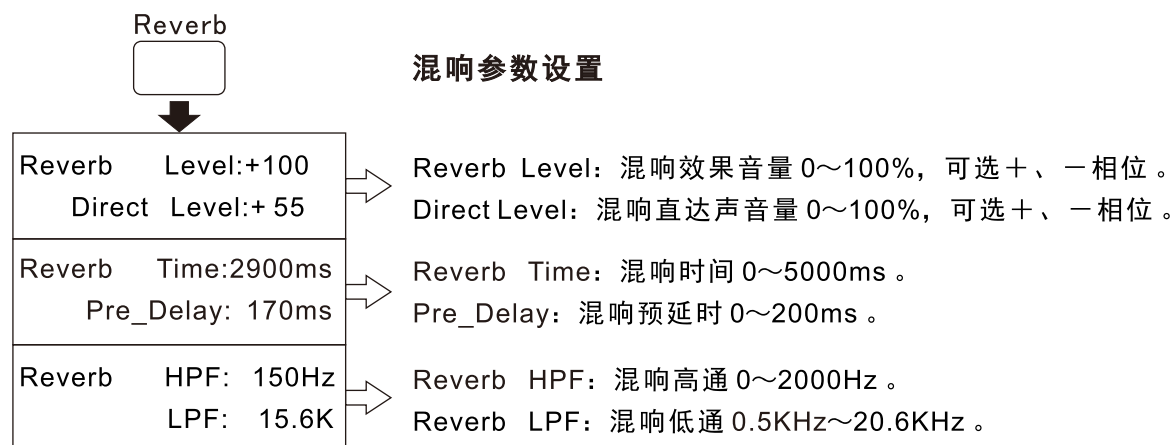 Reverb
混响参数设置
Reverb Level:+100
Direct Level:+ 55
Reverb Level：混响效果音量 0～100%，可选＋、－相位。
Direct Level：混响直达声音量 0～100%，可选＋、－相位。
Reverb Time:2900ms
Pre_Delay: 170ms
Reverb Time：混响时间 0～5000ms。
Pre_Delay：混响预延时 0～200ms。
Reverb HPF: 150Hz
LPF: 15.6K
Reverb HPF：混响高通 0～2000Hz。
Reverb LPF：混响低通 0.5KHz～20.6KHz。